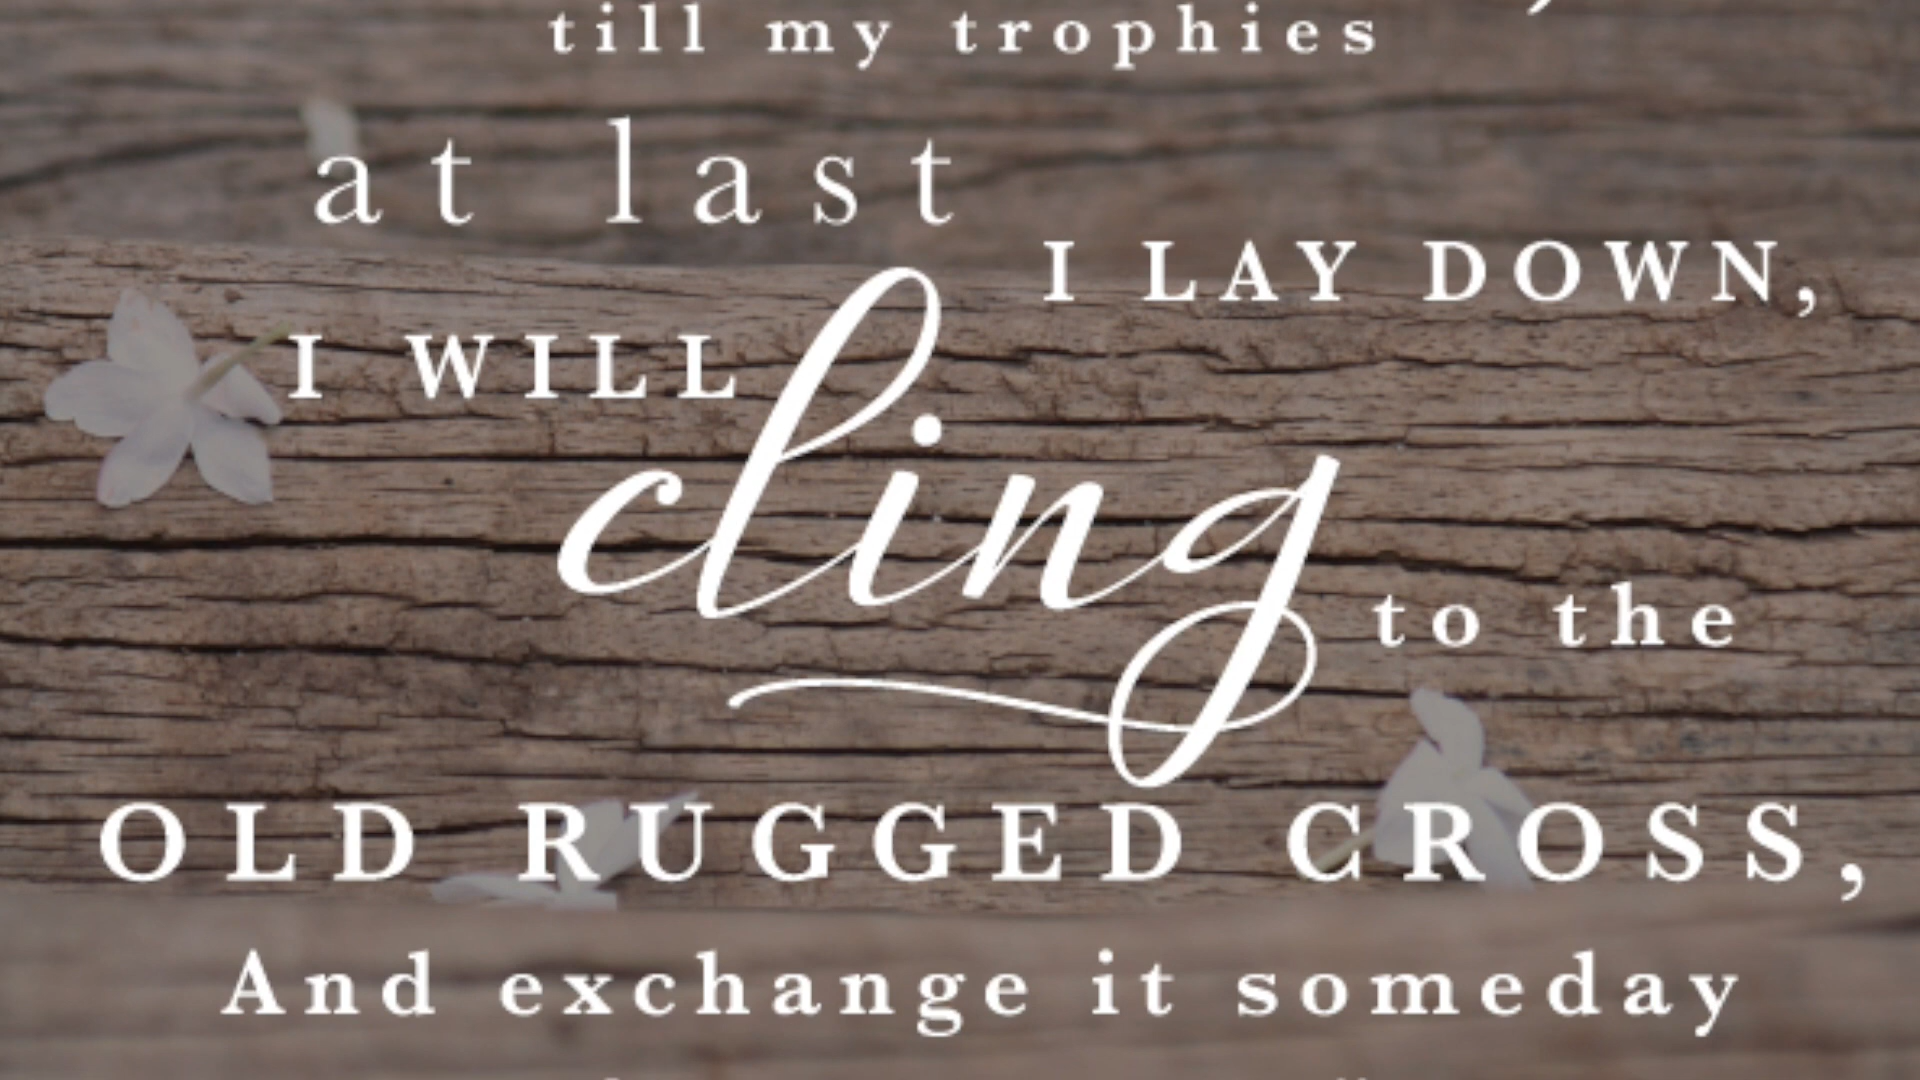 till my trophies
at last
I LAY DOWN,
I WILL
cling
to the
OLD RUGGED CROSS,
And exchange it someday